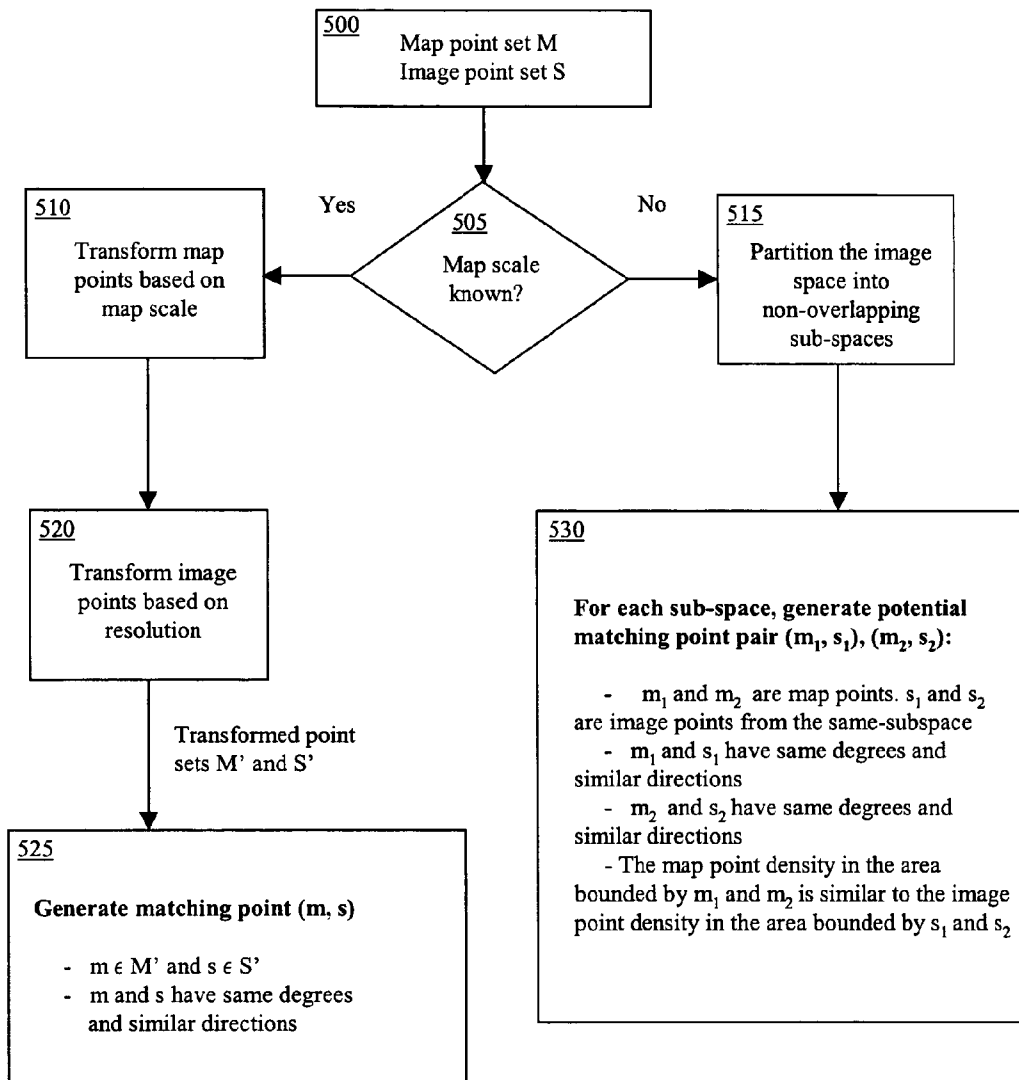 500
Map point set M
Image point set S
Yes
No
505
Map scale
known?
510
Transform map
points based on
map scale
515
Partition the image
space into
non-overlapping
sub-spaces
520
Transform image
points based on
resolution
Transformed point
sets M' and S'
525
Generate matching point (m, s)
- m ϵ M' and s ϵ S'
- m and s have same degrees
and similar directions
530
For each sub-space, generate potential
matching point pair (m₁, s₁), (m₂, s₂):
- m₁ and m₂ are map points. s₁ and s₂
are image points from the same-subspace
- m₁ and s₁ have same degrees and
similar directions
- m₂ and s₂ have same degrees and
similar directions
- The map point density in the area
bounded by m₁ and m₂ is similar to the image
point density in the area bounded by s₁ and s₂